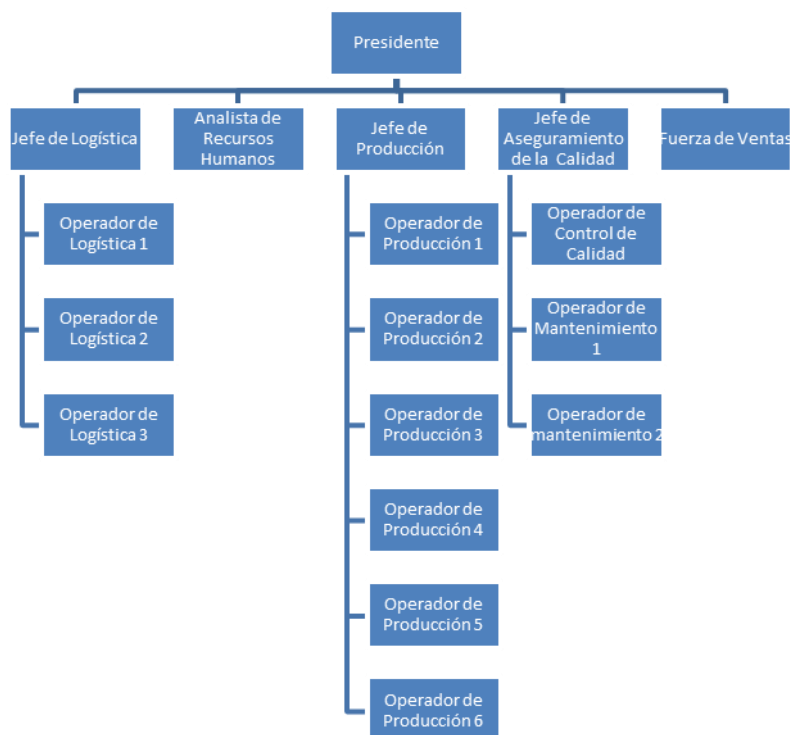 Presidente
Jefe de Logística
Analista de
Recursos
Humanos
Jefe de
Producción
Jefe de
Aseguramiento
de la Calidad
Fuerza de Ventas
Operador de
Logística 1
Operador de
Logística 2
Operador de
Logística 3
Operador de
Producción 1
Operador de
Producción 2
Operador de
Producción 3
Operador de
Producción 4
Operador de
Producción 5
Operador de
Producción 6
Operador de
Control de
Calidad
Operador de
Mantenimiento
1
Operador de
mantenimiento 2